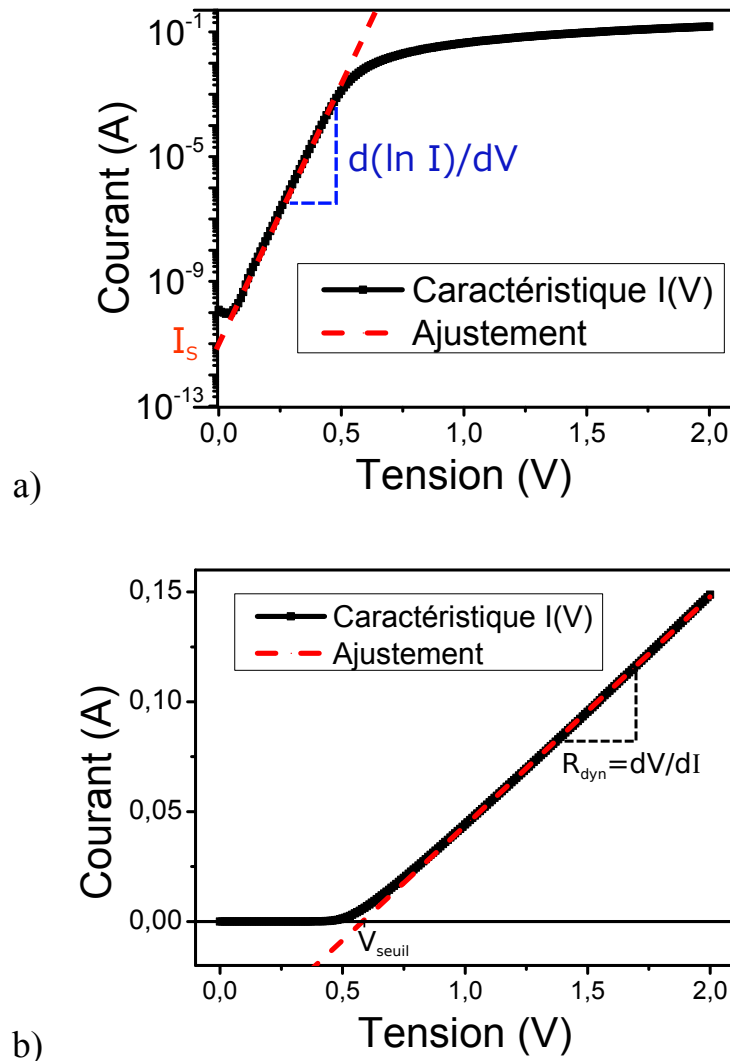 10⁻¹
10⁻⁵
10⁻⁹
10⁻¹³
Courant (A)
d(ln I)/dV
Caractéristique I(V)
Ajustement
Iₛ
0,0 0,5 1,0 1,5 2,0
Tension (V)
a)
0,15
0,10
0,05
0,00
Courant (A)
Caractéristique I(V)
Ajustement
R_dyn=dV/dI
V_seuil
0,0 0,5 1,0 1,5 2,0
Tension (V)
b)